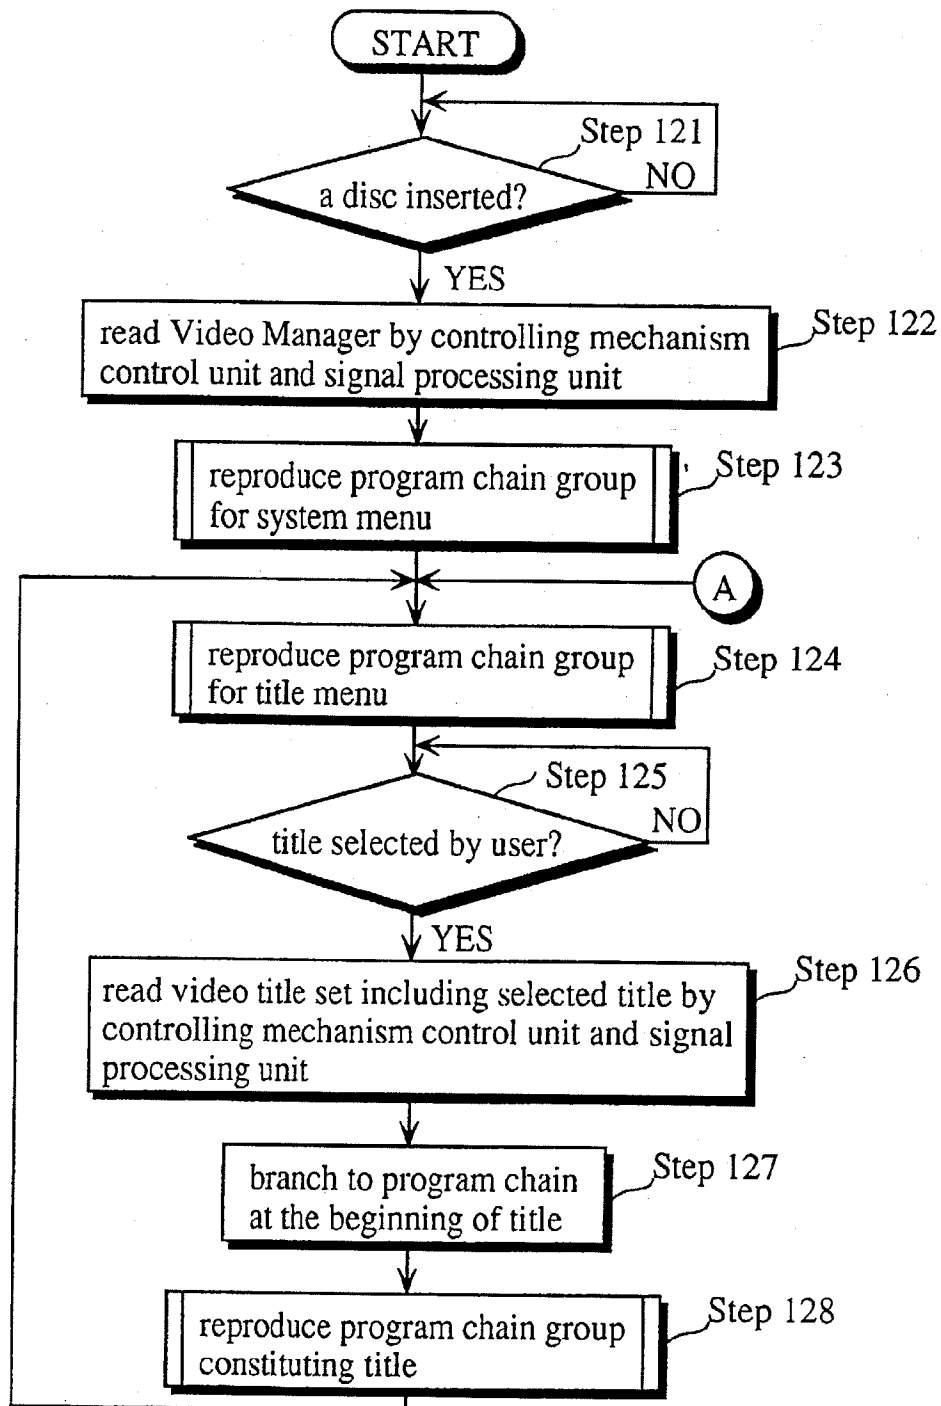 START
Step 121
NO
a disc inserted?
YES
Step 122
read Video Manager by controlling mechanism
control unit and signal processing unit
Step 123
reproduce program chain group
for system menu
A
Step 124
reproduce program chain group
for title menu
Step 125
NO
title selected by user?
YES
Step 126
read video title set including selected title by
controlling mechanism control unit and signal
processing unit
Step 127
branch to program chain
at the beginning of title
Step 128
reproduce program chain group
constituting title